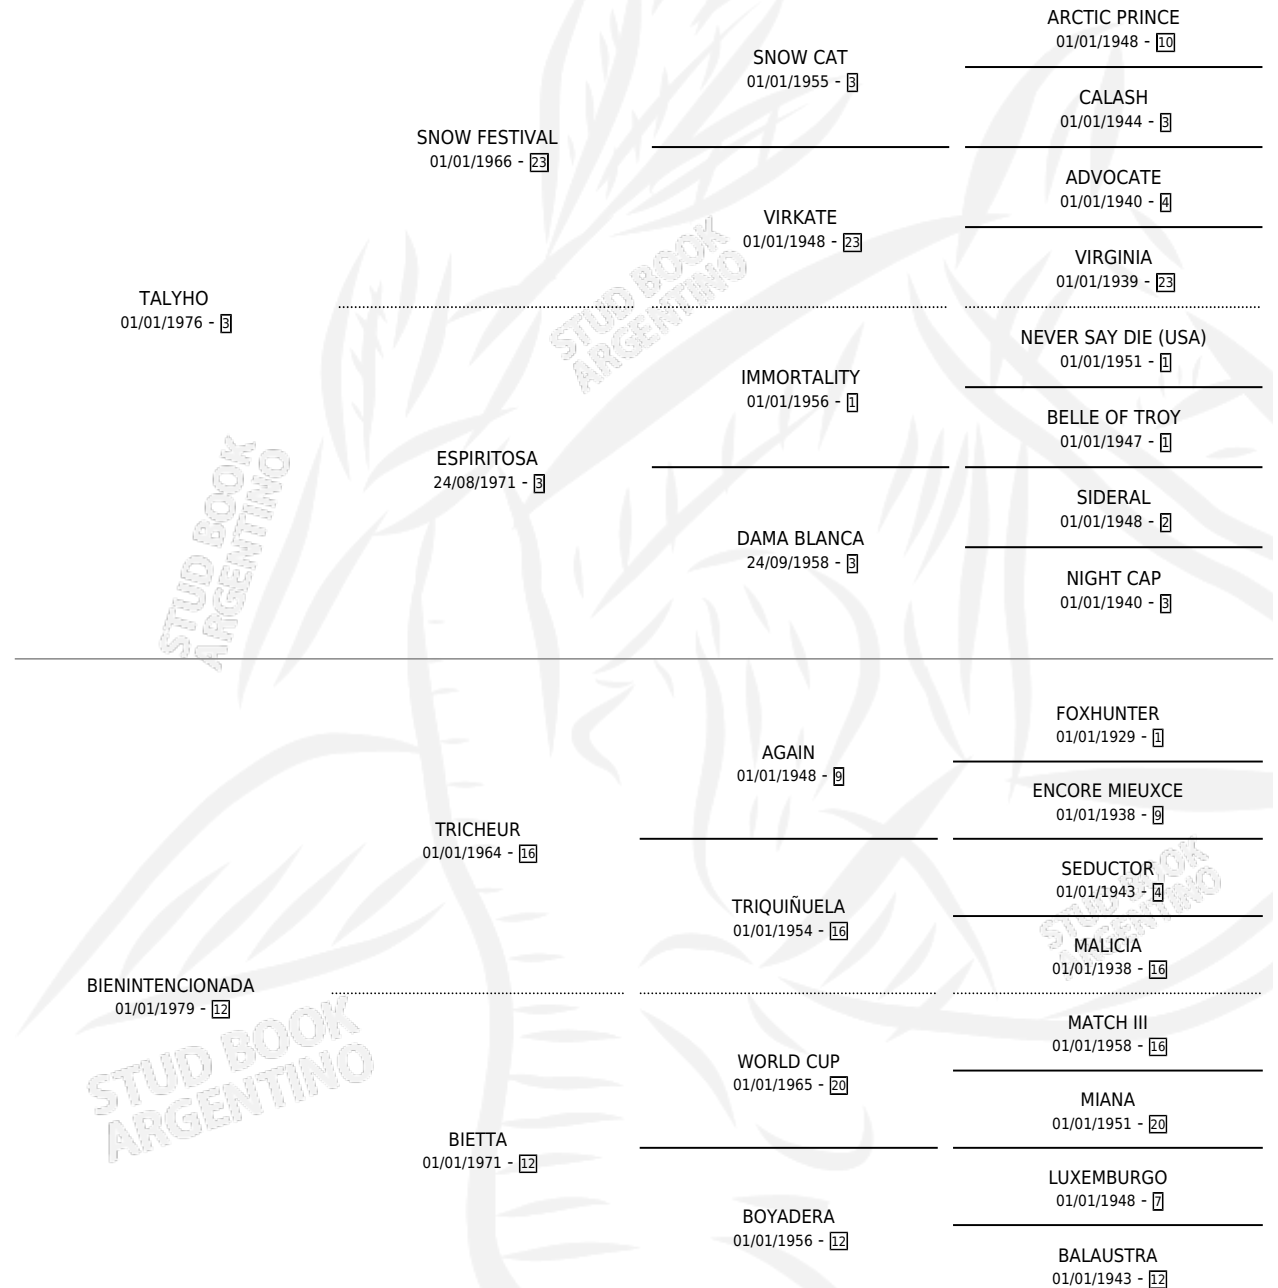 TALYHO
01/01/1976 - 3
SNOW FESTIVAL
01/01/1966 - 23
ESPIRITOSA
24/08/1971 - 3
SNOW CAT
01/01/1955 - 3
VIRKATE
01/01/1948 - 23
IMMORTALITY
01/01/1956 - 1
DAMA BLANCA
24/09/1958 - 3
ARCTIC PRINCE
01/01/1948 - 10
CALASH
01/01/1944 - 3
ADVOCATE
01/01/1940 - 4
VIRGINIA
01/01/1939 - 23
NEVER SAY DIE (USA)
01/01/1951 - 1
BELLE OF TROY
01/01/1947 - 1
SIDERAL
01/01/1948 - 2
NIGHT CAP
01/01/1940 - 3
STUD BOOK
ARGENTINO
STUD BOOK
ARGENTINO
BIENINTENCIONADA
01/01/1979 - 12
TRICHEUR
01/01/1964 - 16
BIETTA
01/01/1971 - 12
AGAIN
01/01/1948 - 9
TRIQUIÑUELA
01/01/1954 - 16
WORLD CUP
01/01/1965 - 20
BOYADERA
01/01/1956 - 12
FOXHUNTER
01/01/1929 - 1
ENCORE MIEUXCE
01/01/1938 - 9
SEDUCTOR
01/01/1943 - 4
MALICIA
01/01/1938 - 16
MATCH III
01/01/1958 - 16
MIANA
01/01/1951 - 20
LUXEMBURGO
01/01/1948 - 7
BALAUSTRA
01/01/1943 - 12
STUD BOOK
ARGENTINO
STUD BOOK
ARGENTINO